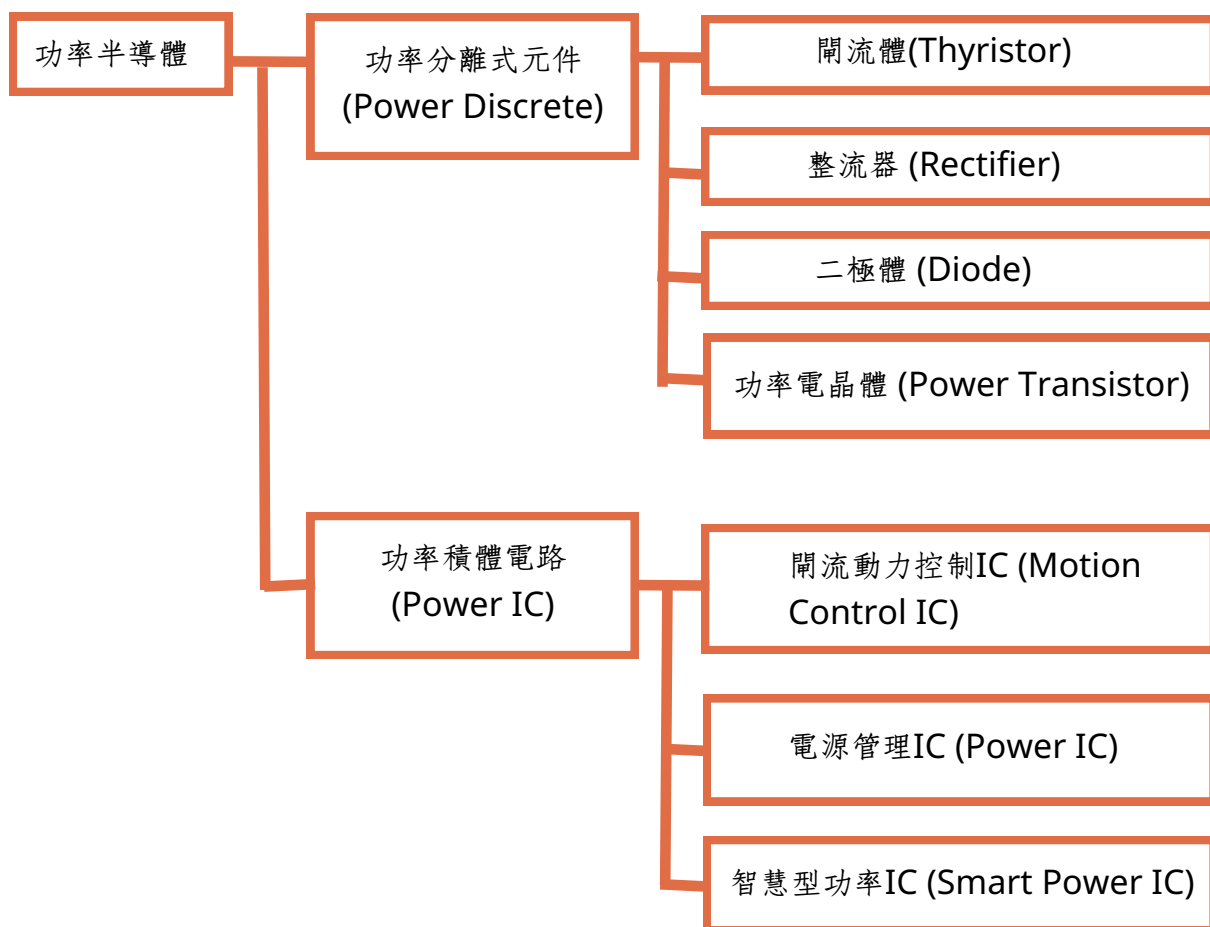 功率半導體
功率分離式元件
(Power Discrete)
閘流體(Thyristor)
整流器 (Rectifier)
二極體 (Diode)
功率電晶體 (Power Transistor)
功率積體電路
(Power IC)
閘流動力控制IC (Motion
Control IC)
電源管理IC (Power IC)
智慧型功率IC (Smart Power IC)